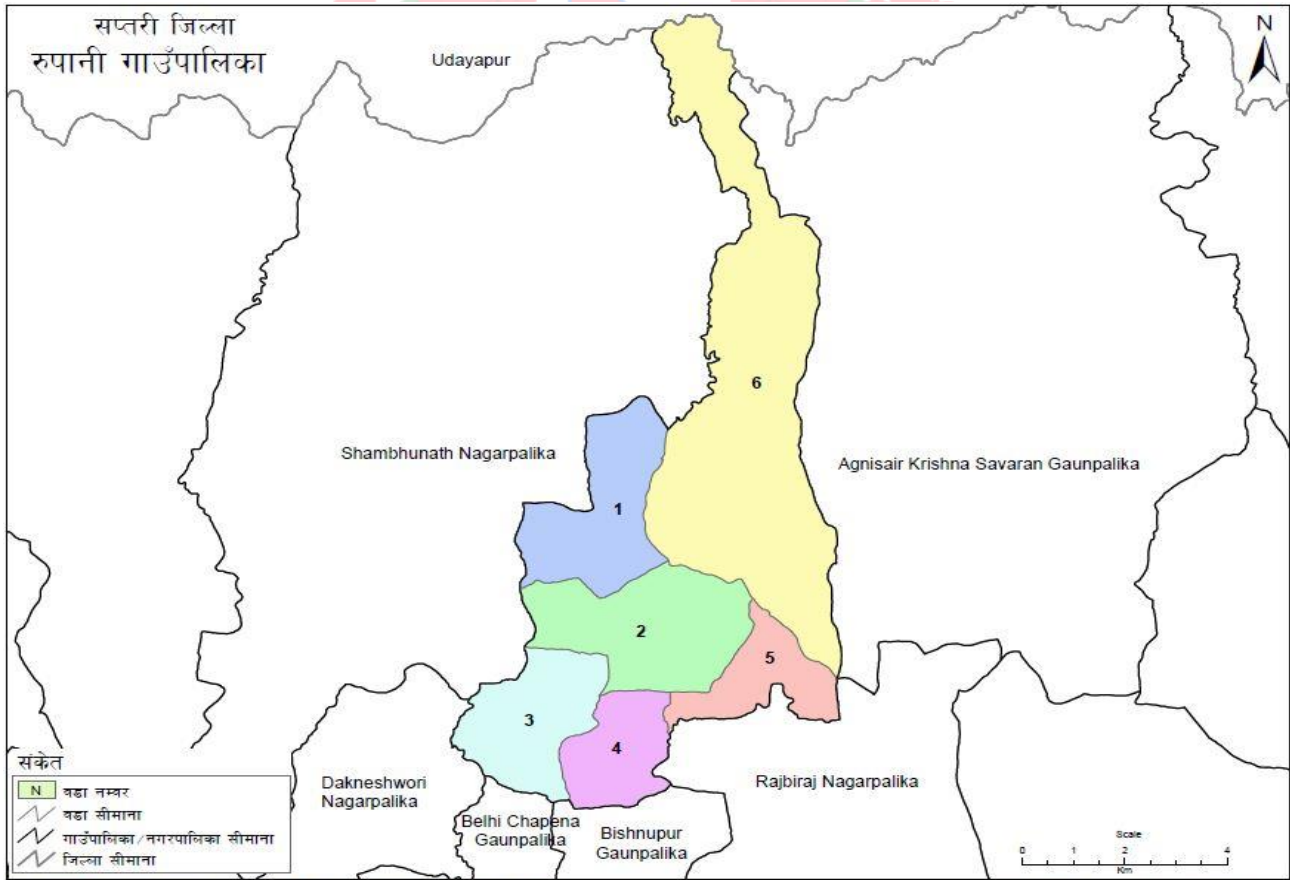 सप्तरी जिल्ला
रुपानी गाउँपालिका
Udayapur
N
6
Shambhunath Nagarpalika
Agnisair Krishna Savaran Gaunpalika
1
2
5
3
4
संकेत
N वडा नम्बर
वडा सीमाना
गाउँपालिका/नगरपालिका सीमाना
जिल्ला सीमाना
Dakneshwori
Nagarpalika
Belhi Chapena
Gaunpalika
Bishnupur
Gaunpalika
Rajbiraj Nagarpalika
Scale
0 1 2 4
Km